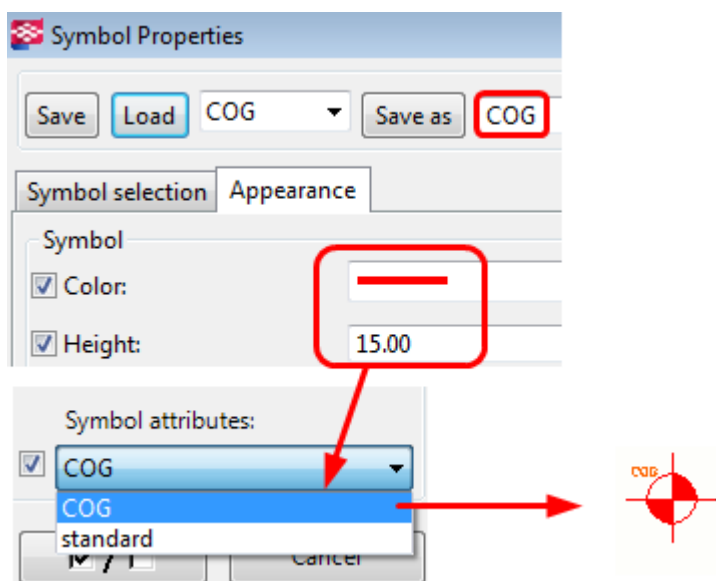 Symbol Properties
Save Load COG Save as COG
Symbol selection Appearance
Symbol
Color:
Height: 15.00
Symbol attributes:
COG
COG
COG
standard
/ Cancel